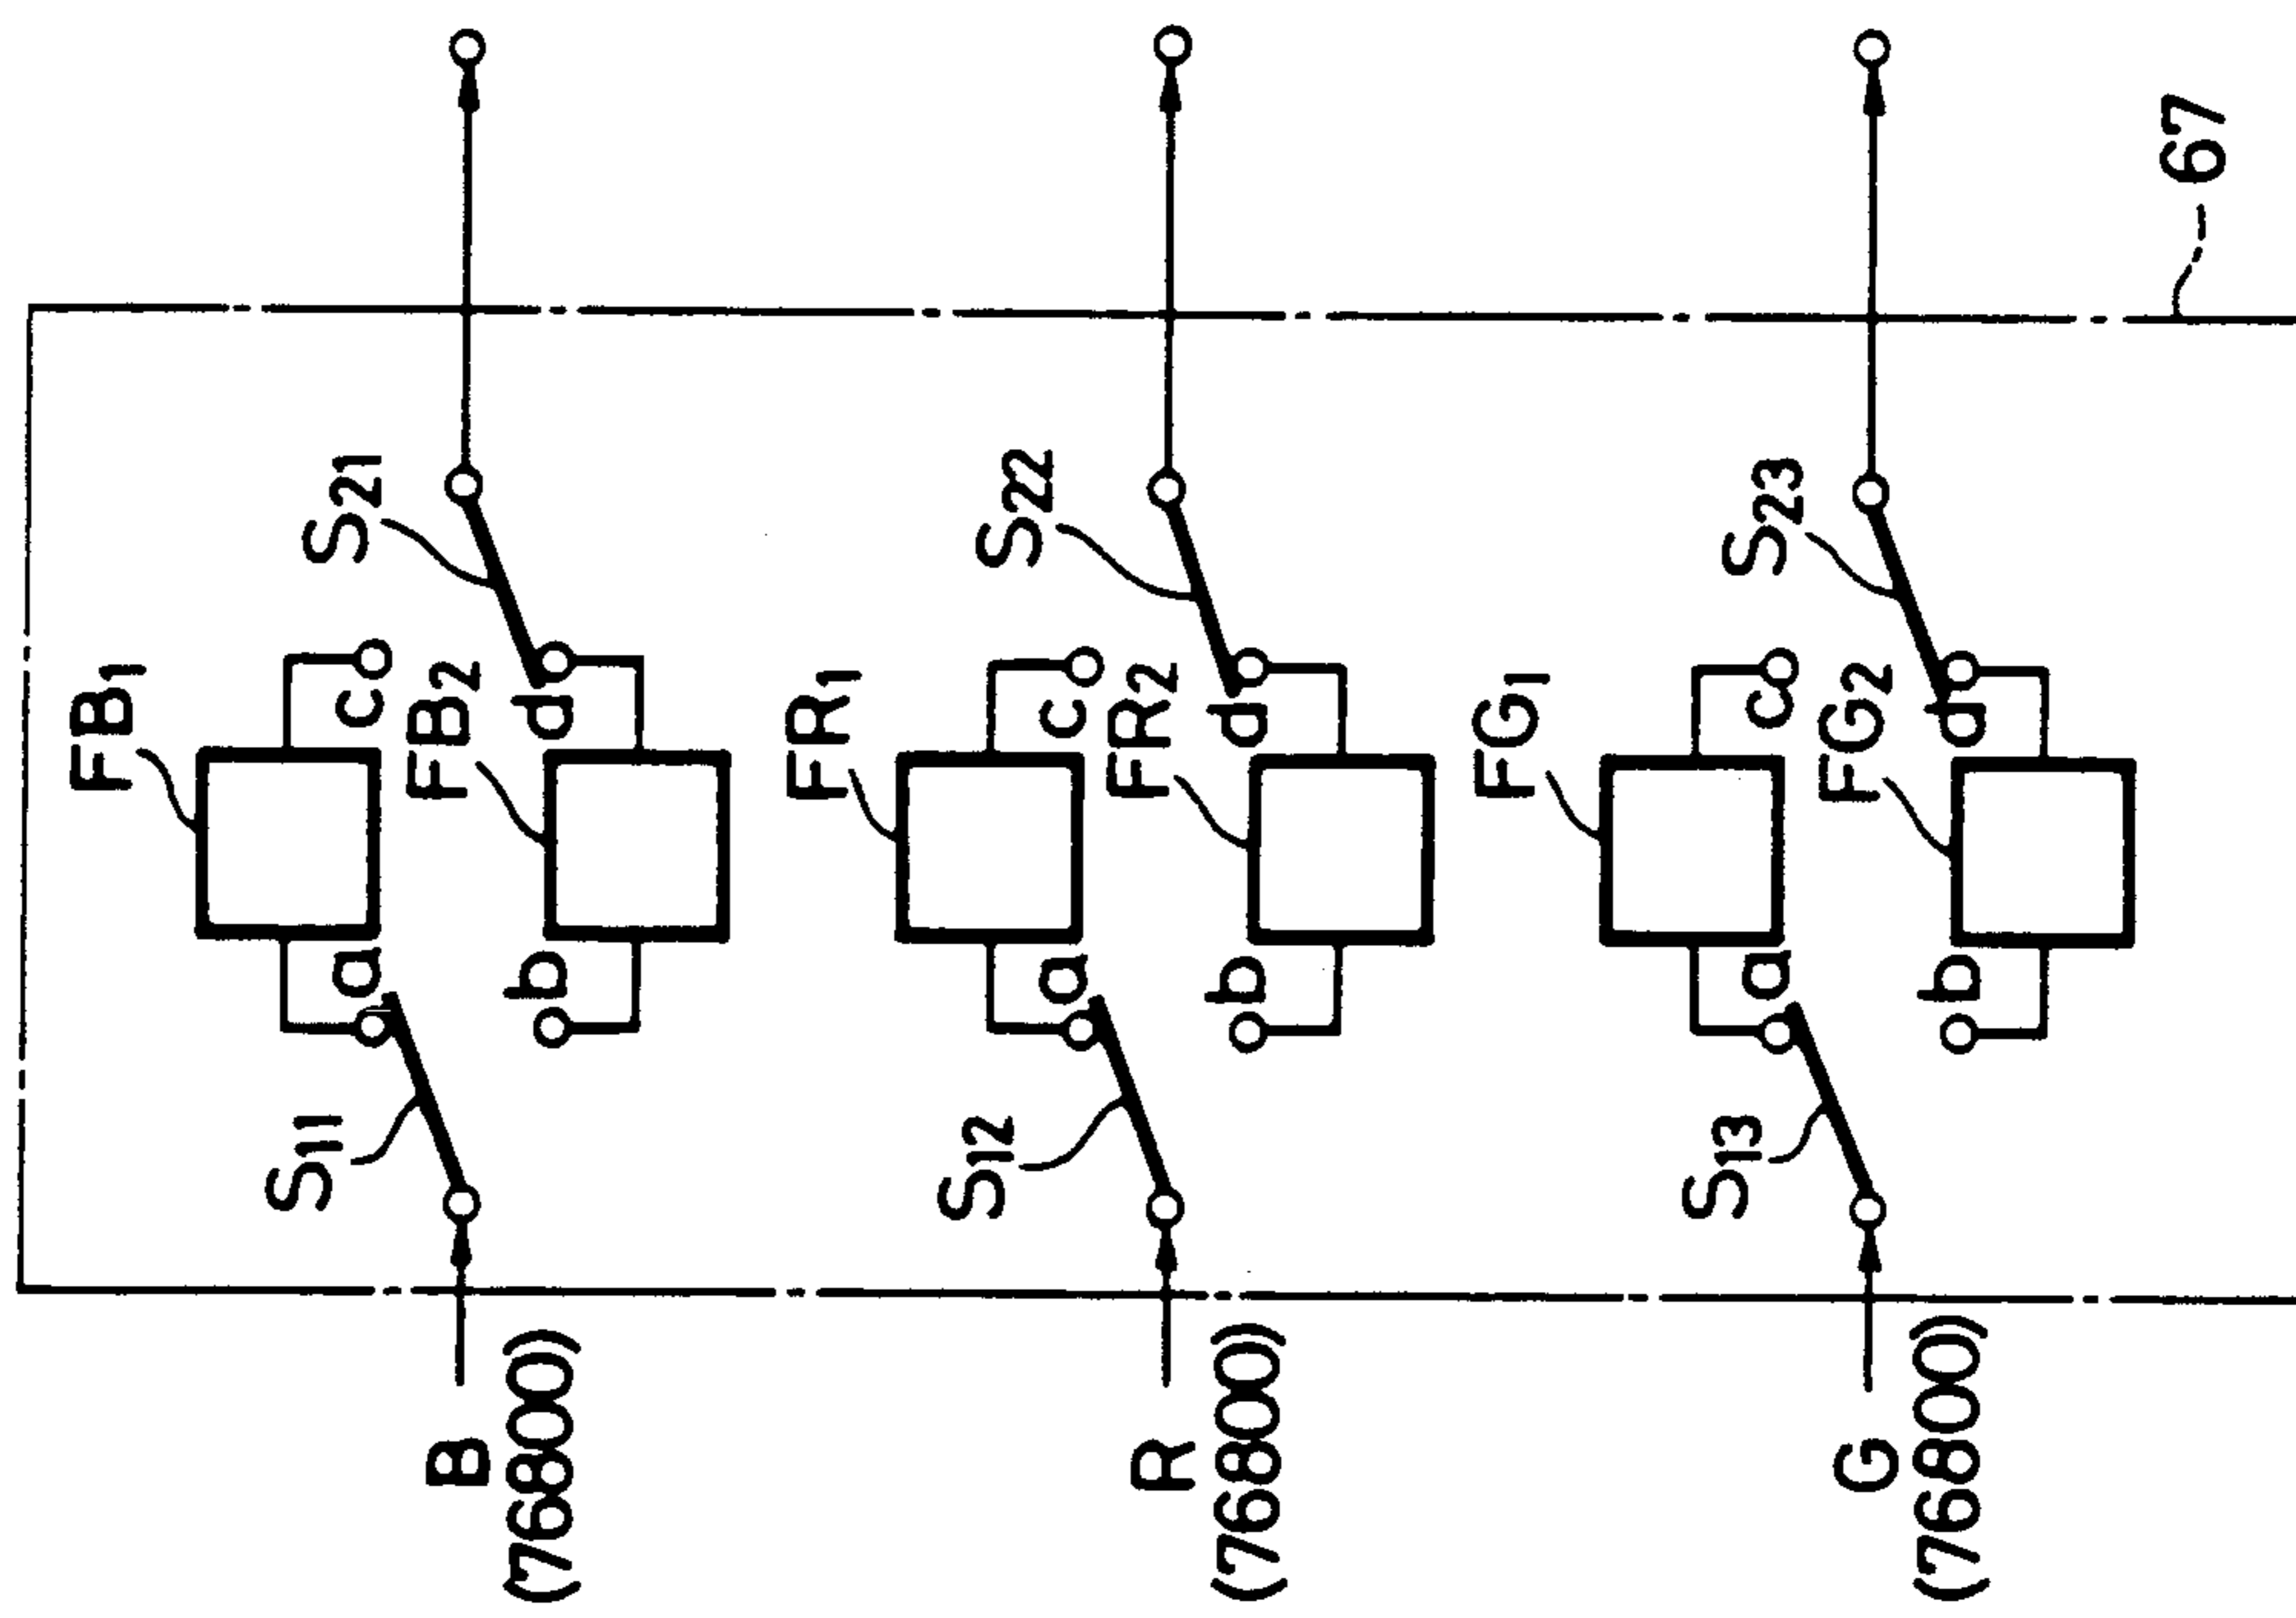 FB1
S11
a
c
S21
B
(76800)
FB2
b
d
FR1
S12
a
c
S22
R
(76800)
FR2
b
d
FG1
S13
a
c
S23
G
(76800)
FG2
b
d
67